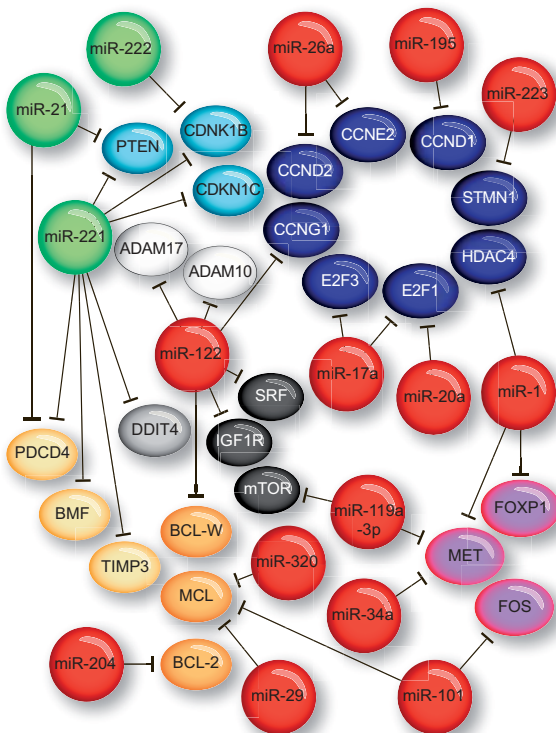 miR-222
miR-26a
miR-195
miR-21
miR-223
PTEN
CDNK1B
CCNE2
CCND1
CCND2
CDKN1C
STMN1
miR-221
ADAM17
CCNG1
HDAC4
ADAM10
E2F3
E2F1
miR-122
miR-17a
miR-20a
miR-1
SRF
DDIT4
IGF1R
PDCD4
mTOR
BMF
miR-119a
-3p
FOXP1
BCL-W
MET
TIMP3
miR-320
MCL
FOS
miR-34a
miR-204
BCL-2
miR-29
miR-101